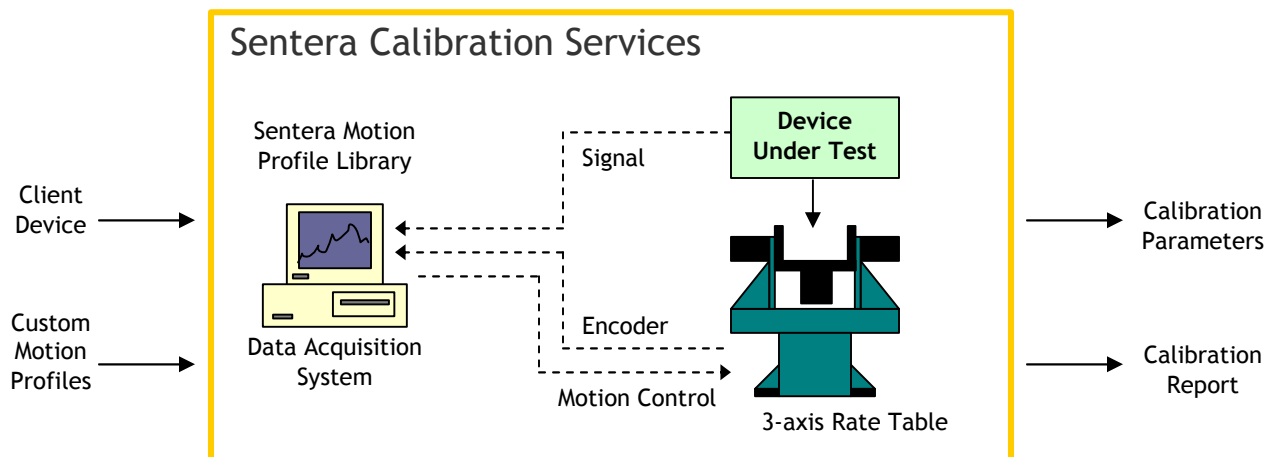 Sentera Calibration Services
Client
Device
Custom
Motion
Profiles
Sentera Motion
Profile Library
Data Acquisition
System
Signal
Encoder
Motion Control
Device
Under Test
3-axis Rate Table
Calibration
Parameters
Calibration
Report